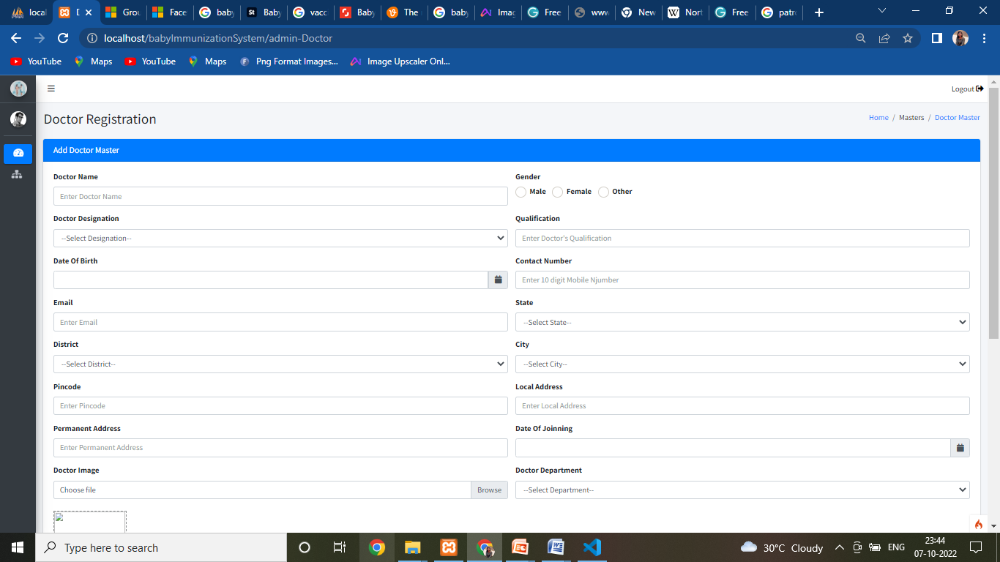 local
D
Grou
Face
baby
St
Baby
vacc
Baby
The
baby
Imag
Free
www
New
W
Nort
Free
patro
localhost/babyImmunizationSystem/admin-Doctor
YouTube
Maps
YouTube
Maps
F
Png Format Images...
Image Upscaler Onl...
Logout
Doctor Registration
Home / Masters / Doctor Master
Add Doctor Master
Doctor Name
Gender
Enter Doctor Name
Male Female Other
Doctor Designation
Qualification
--Select Designation--
Enter Doctor's Qualification
Date Of Birth
Contact Number
Enter 10 digit Mobile Njumber
Email
State
Enter Email
--Select State--
District
City
--Select District--
--Select City--
Pincode
Local Address
Enter Pincode
Enter Local Address
Permanent Address
Date Of Joinning
Enter Permanent Address
Doctor Image
Doctor Department
Choose file
Browse
--Select Department--
Type here to search
30°C Cloudy
ENG
23:44
07-10-2022